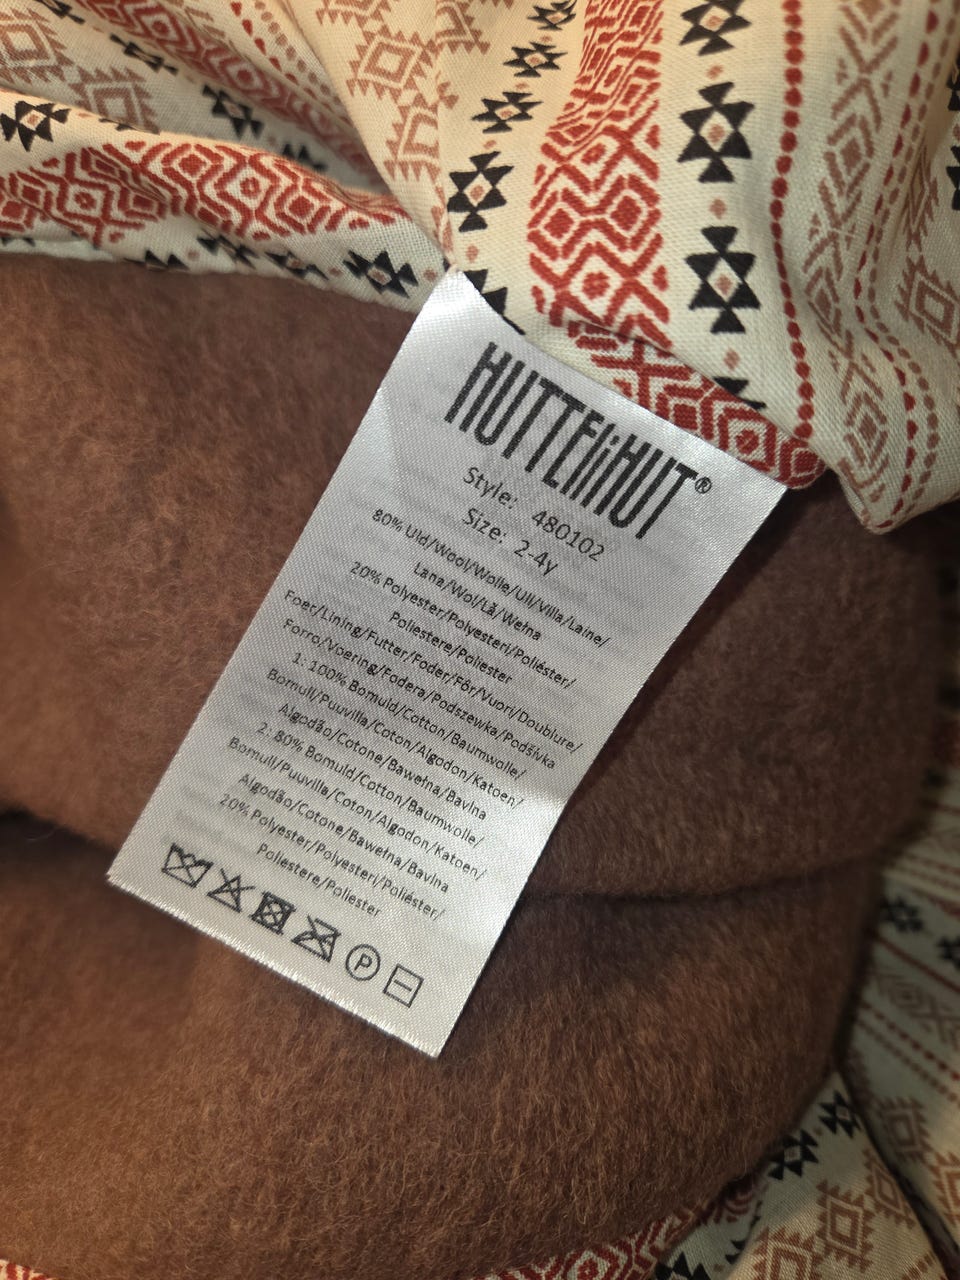 HUTTEliHUT®
Style: 480102
Size: 2-4y
80% Uld/Wool/Wolle/Ull/Villa/Laine/
Lana/Wol/Lã/Wełna
20% Polyester/Polyesteri/Poliéster/
Poliestere/Poliester
Foer/Lining/Futter/Foder/Fôr/Vuori/Doublure/
Forro/Voering/Fodera/Podszewka/Podšívka
1: 100% Bomuld/Cotton/Baumwolle/
Bomull/Puuvilla/Coton/Algodon/Katoen/
Algodão/Cotone/Bawełna/Bavlna
2: 80% Bomuld/Cotton/Baumwolle/
Bomull/Puuvilla/Coton/Algodon/Katoen/
Algodão/Cotone/Bawełna/Bavlna
20% Polyester/Polyesteri/Poliéster/
Poliestere/Poliester
P